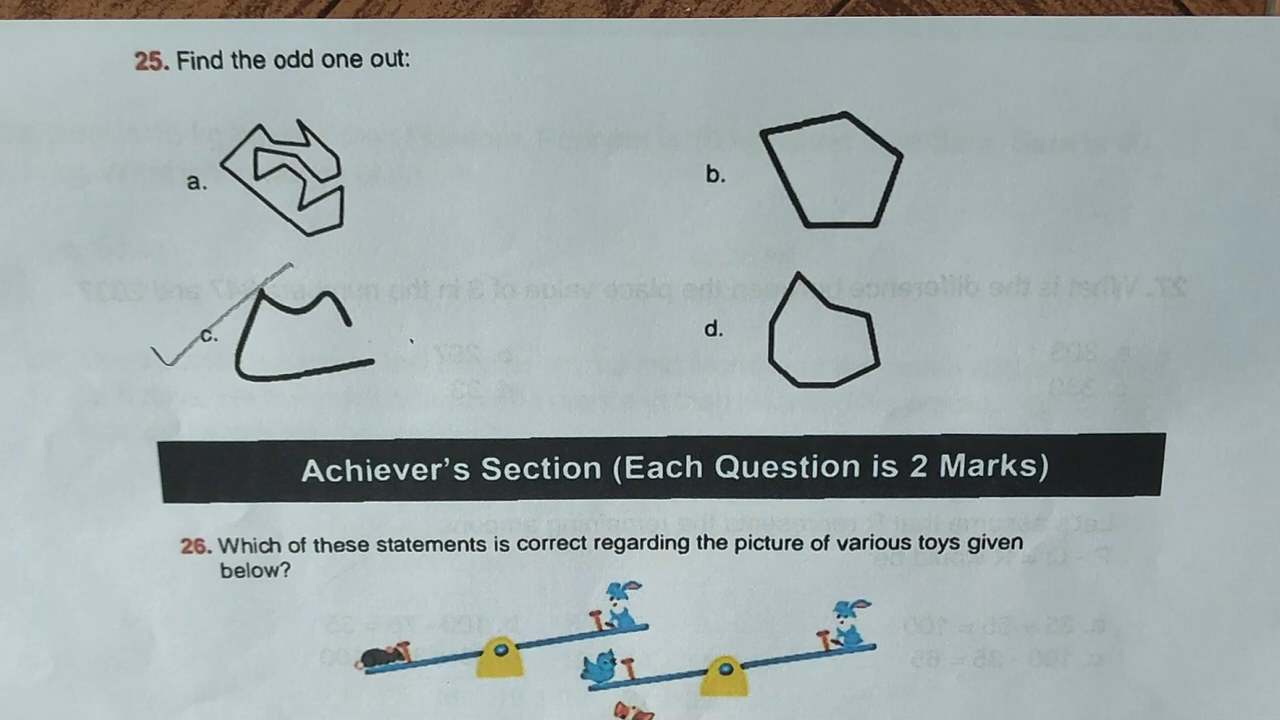 25. Find the odd one out:
a.
b.
c.
d.
Achiever's Section (Each Question is 2 Marks)
26. Which of these statements is correct regarding the picture of various toys given
below?